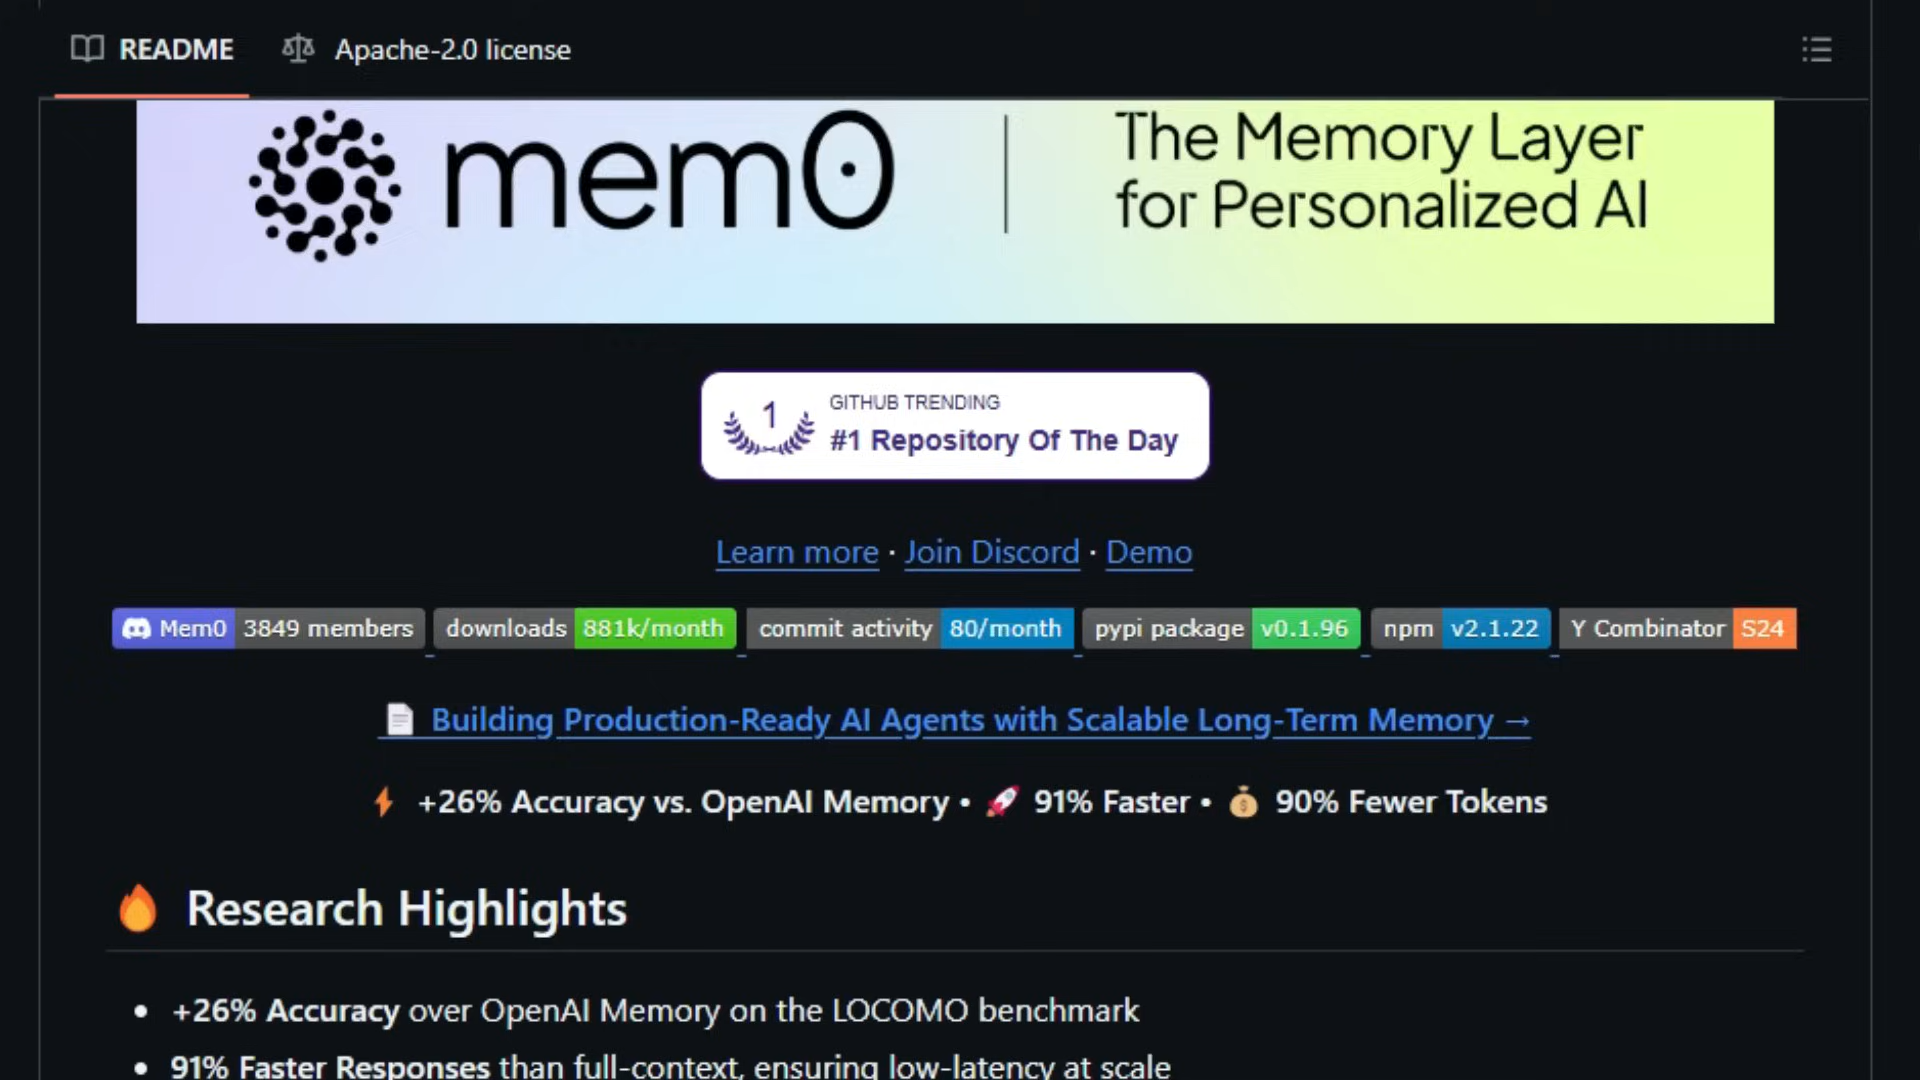 README
Apache-2.0 license
mem0
The Memory Layer
for Personalized AI
1
GITHUB TRENDING
#1 Repository Of The Day
Learn more · Join Discord · Demo
Mem0 3849 members downloads 881k/month commit activity 80/month pypi package v0.1.96 npm v2.1.22 Y Combinator S24
📄 Building Production-Ready AI Agents with Scalable Long-Term Memory →
⚡ +26% Accuracy vs. OpenAI Memory • 🚀 91% Faster • 💰 90% Fewer Tokens
🔥 Research Highlights
• +26% Accuracy over OpenAI Memory on the LOCOMO benchmark
• 91% Faster Responses than full-context, ensuring low-latency at scale